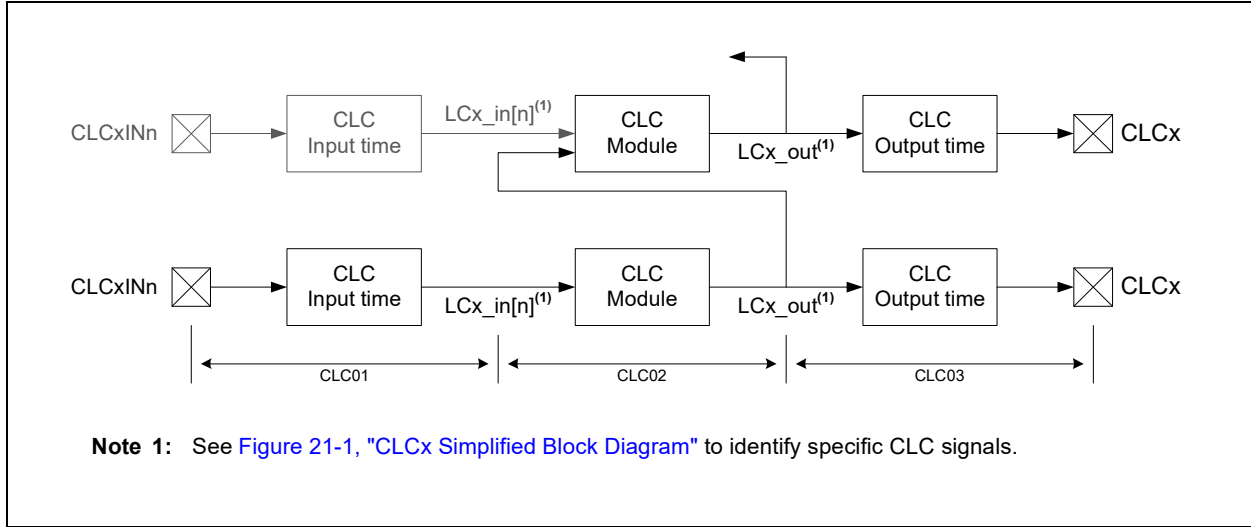 LCx_in[n](1)
CLCxINn
CLC
Input time
CLC
Module
LCx_out(1)
CLC
Output time
CLCx
CLCxINn
CLC
Input time
LCx_in[n](1)
CLC
Module
LCx_out(1)
CLC
Output time
CLCx
CLC01
CLC02
CLC03
Note 1: See Figure 21-1, "CLCx Simplified Block Diagram" to identify specific CLC signals.